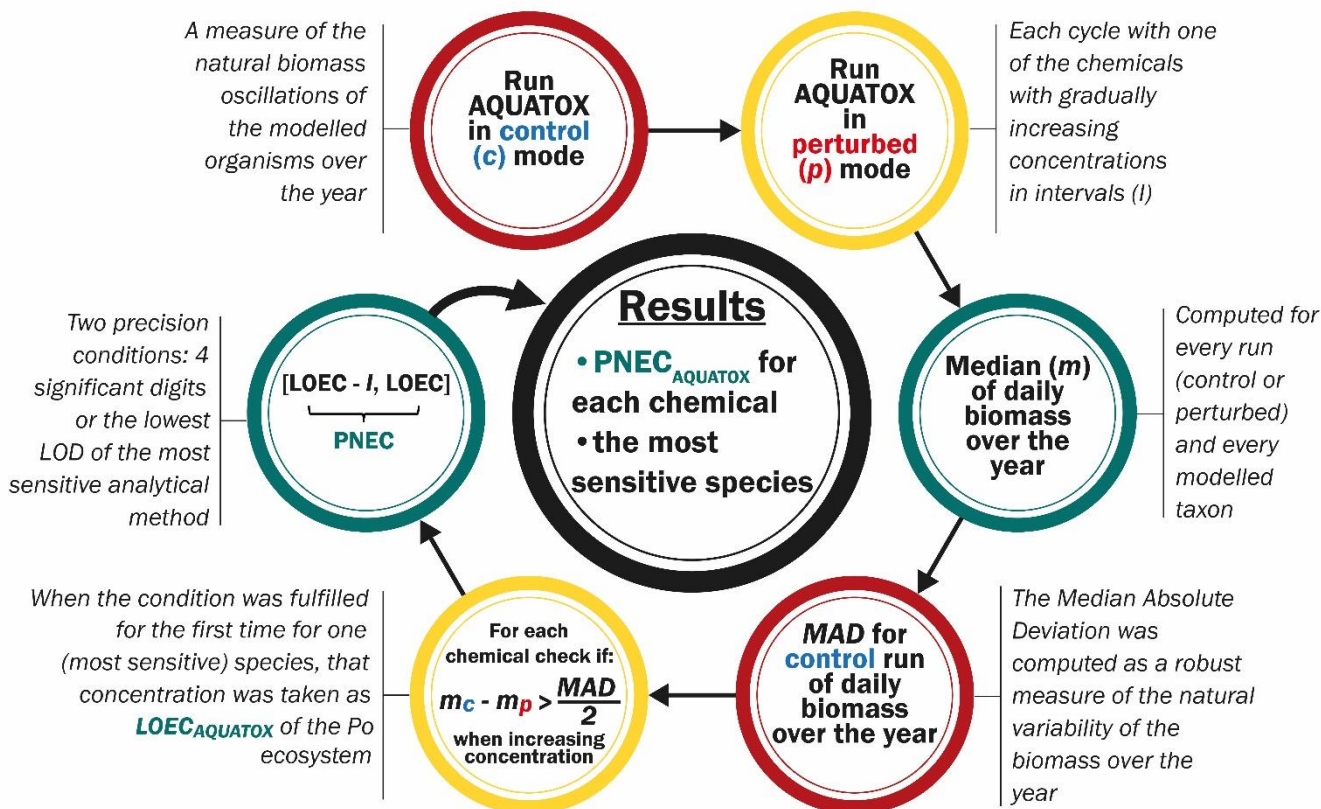 A measure of the
natural biomass
oscillations of
the modelled
organisms over
the year
Run
AQUATOX
in control
(c) mode
Run
AQUATOX
in
perturbed
(p) mode
Each cycle with one
of the chemicals
with gradually
increasing
concentrations
in intervals (I)
Median (m)
of daily
biomass
over the
year
Computed for
every run
(control or
perturbed)
and every
modelled
taxon
MAD for
control run
of daily
biomass
over the year
The Median Absolute
Deviation was
computed as a robust
measure of the natural
variability of the
biomass over the
year
For each
chemical check if:
mc - mp > MAD/2
when increasing
concentration
When the condition was fulfilled
for the first time for one
(most sensitive) species, that
concentration was taken as
LOECAQUATOX of the Po
ecosystem
[LOEC - I, LOEC]
PNEC
Two precision
conditions: 4
significant digits
or the lowest
LOD of the most
sensitive analytical
method
Results
• PNECAQUATOX for
each chemical
• the most
sensitive species